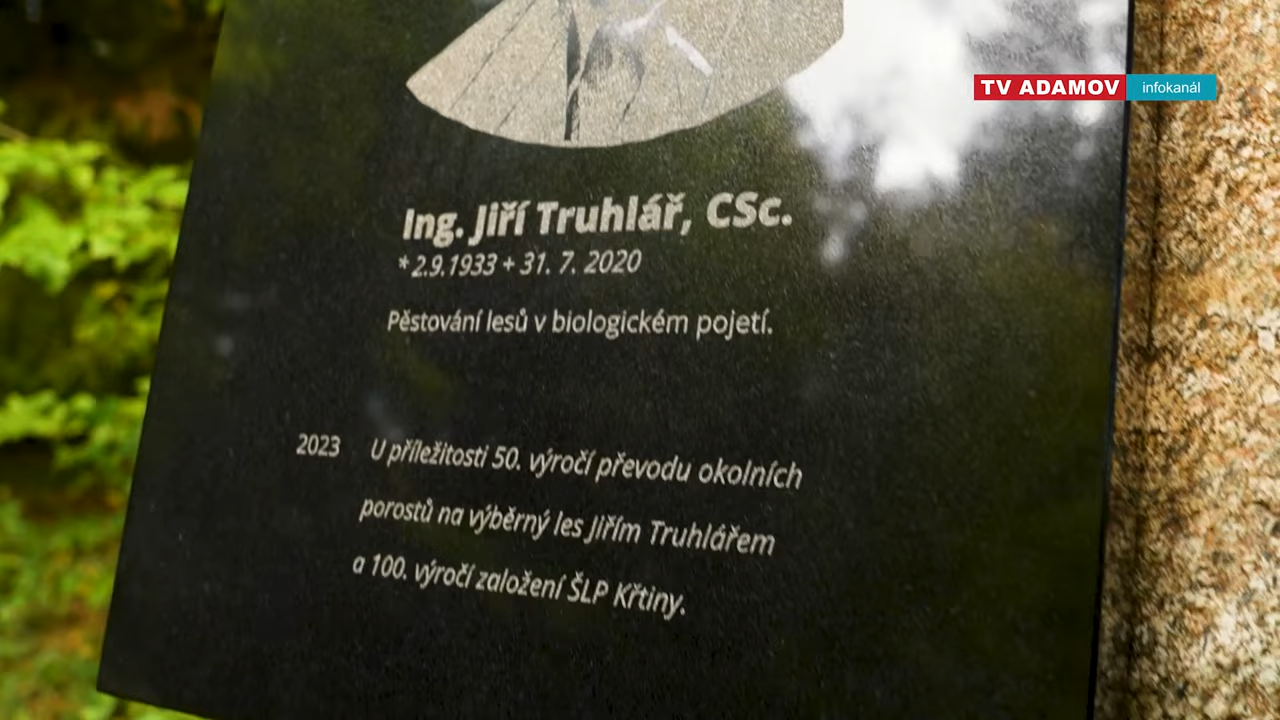 TV ADAMOV infokanál
Ing. Jiří Truhlář, CSc.
* 2.9.1933 + 31. 7. 2020
Pěstování lesů v biologickém pojetí.
2023 U příležitosti 50. výročí převodu okolních
porostů na výběrný les Jiřím Truhlářem
a 100. výročí založení ŠLP Křtiny.